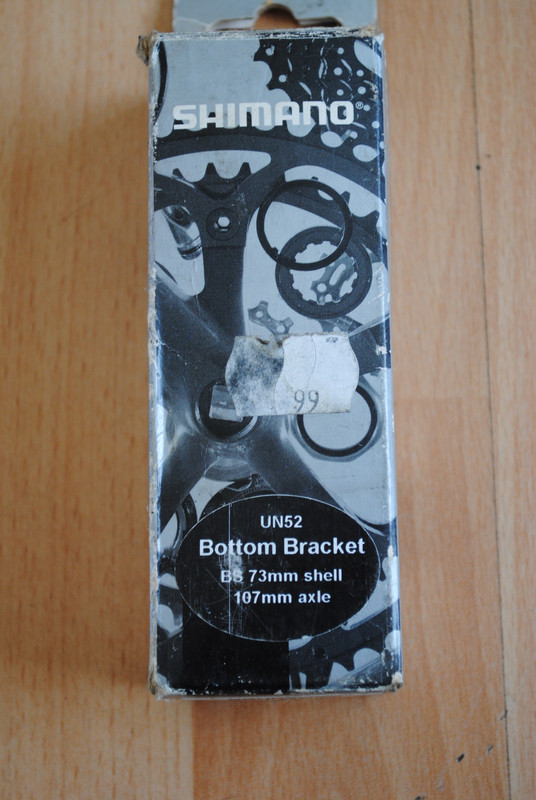 SHIMANO®
99
UN52
Bottom Bracket
BS 73mm shell
107mm axle